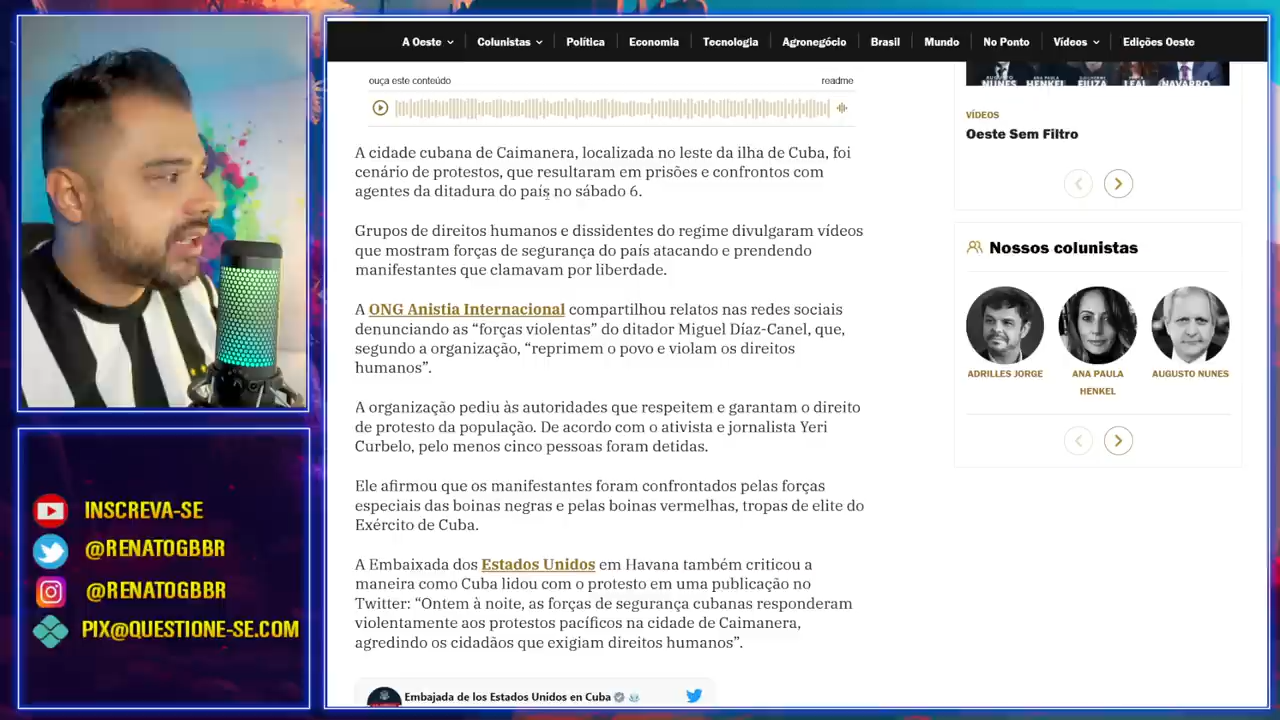 A Oeste
Colunistas
Política
Economia
Tecnologia
Agronegócio
Brasil
Mundo
No Ponto
Vídeos
Edições Oeste
ouça este conteúdo
readme
A cidade cubana de Caimanera, localizada no leste da ilha de Cuba, foi
cenário de protestos, que resultaram em prisões e confrontos com
agentes da ditadura do país no sábado 6.
Grupos de direitos humanos e dissidentes do regime divulgaram vídeos
que mostram forças de segurança do país atacando e prendendo
manifestantes que clamavam por liberdade.
A ONG Anistia Internacional compartilhou relatos nas redes sociais
denunciando as “forças violentas” do ditador Miguel Díaz-Canel, que,
segundo a organização, “reprimem o povo e violam os direitos
humanos”.
A organização pediu às autoridades que respeitem e garantam o direito
de protesto da população. De acordo com o ativista e jornalista Yeri
Curbelo, pelo menos cinco pessoas foram detidas.
Ele afirmou que os manifestantes foram confrontados pelas forças
especiais das boinas negras e pelas boinas vermelhas, tropas de elite do
Exército de Cuba.
A Embaixada dos Estados Unidos em Havana também criticou a
maneira como Cuba lidou com o protesto em uma publicação no
Twitter: “Ontem à noite, as forças de segurança cubanas responderam
violentamente aos protestos pacíficos na cidade de Caimanera,
agredindo os cidadãos que exigiam direitos humanos”.
Embajada de los Estados Unidos en Cuba
AUGUSTO NUNES
ANA PAULA HENKEL
GUILHERME FIUZA
LEAL
NAVARRO
VÍDEOS
Oeste Sem Filtro
Nossos colunistas
ADRILLES JORGE
ANA PAULA
HENKEL
AUGUSTO NUNES
INSCREVA-SE
@RENATOGBBR
@RENATOGBBR
PIX@QUESTIONE-SE.COM